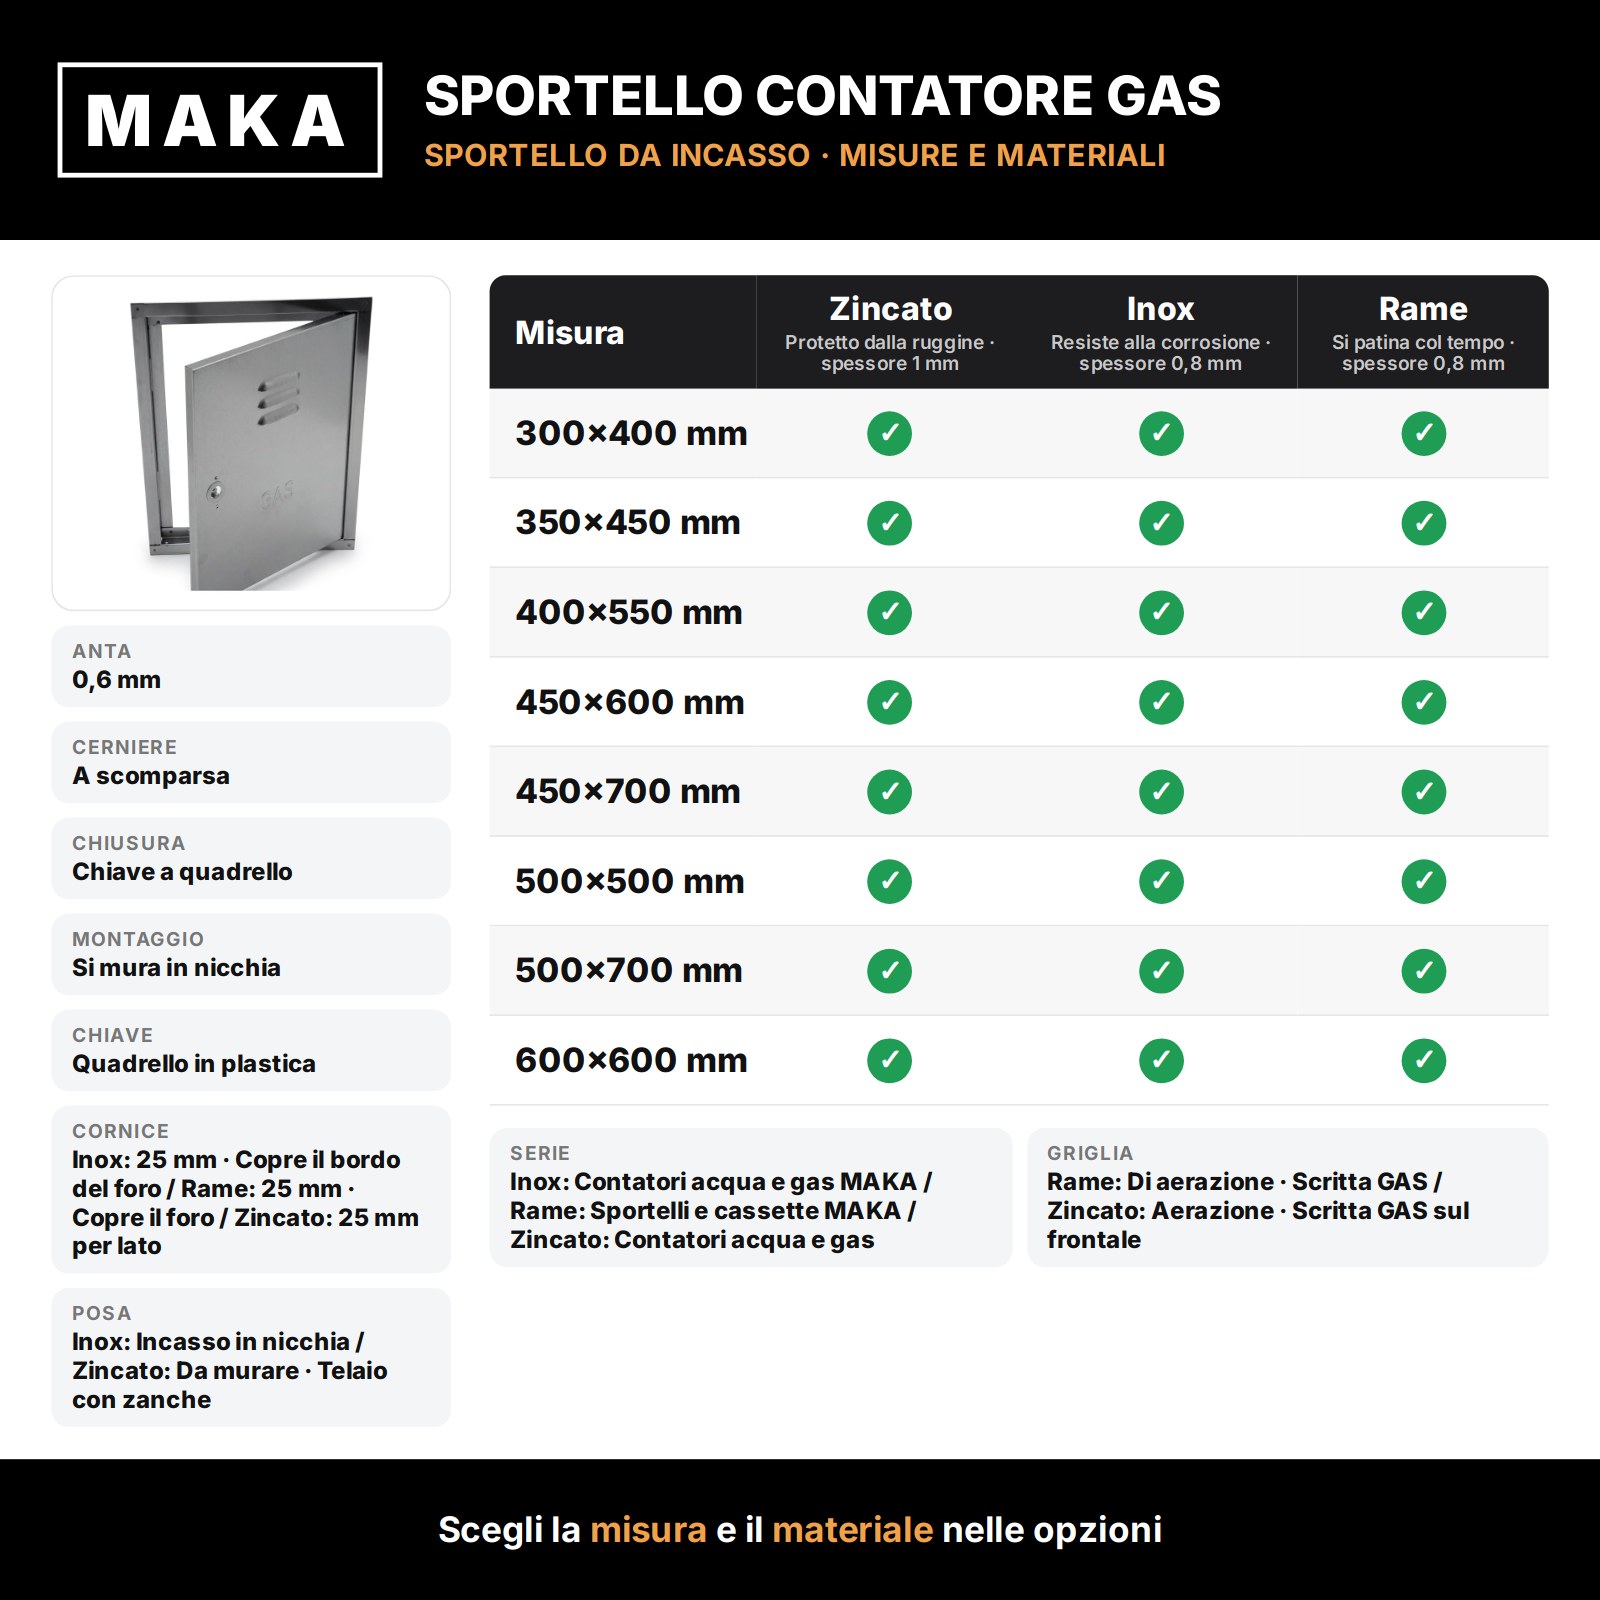 MAKA
SPORTELLO CONTATORE GAS
SPORTELLO DA INCASSO · MISURE E MATERIALI
GAS
ANTA
0,6 mm
CERNIERE
A scomparsa
CHIUSURA
Chiave a quadrello
MONTAGGIO
Si mura in nicchia
CHIAVE
Quadrello in plastica
CORNICE
Inox: 25 mm · Copre il bordo
del foro / Rame: 25 mm ·
Copre il foro / Zincato: 25 mm
per lato
POSA
Inox: Incasso in nicchia /
Zincato: Da murare · Telaio
con zanche
Misura
Zincato
Protetto dalla ruggine ·
spessore 1 mm
Inox
Resiste alla corrosione ·
spessore 0,8 mm
Rame
Si patina col tempo ·
spessore 0,8 mm
300×400 mm ✓ ✓ ✓
350×450 mm ✓ ✓ ✓
400×550 mm ✓ ✓ ✓
450×600 mm ✓ ✓ ✓
450×700 mm ✓ ✓ ✓
500×500 mm ✓ ✓ ✓
500×700 mm ✓ ✓ ✓
600×600 mm ✓ ✓ ✓
SERIE
Inox: Contatori acqua e gas MAKA /
Rame: Sportelli e cassette MAKA /
Zincato: Contatori acqua e gas
GRIGLIA
Rame: Di aerazione · Scritta GAS /
Zincato: Aerazione · Scritta GAS sul
frontale
Scegli la misura e il materiale nelle opzioni